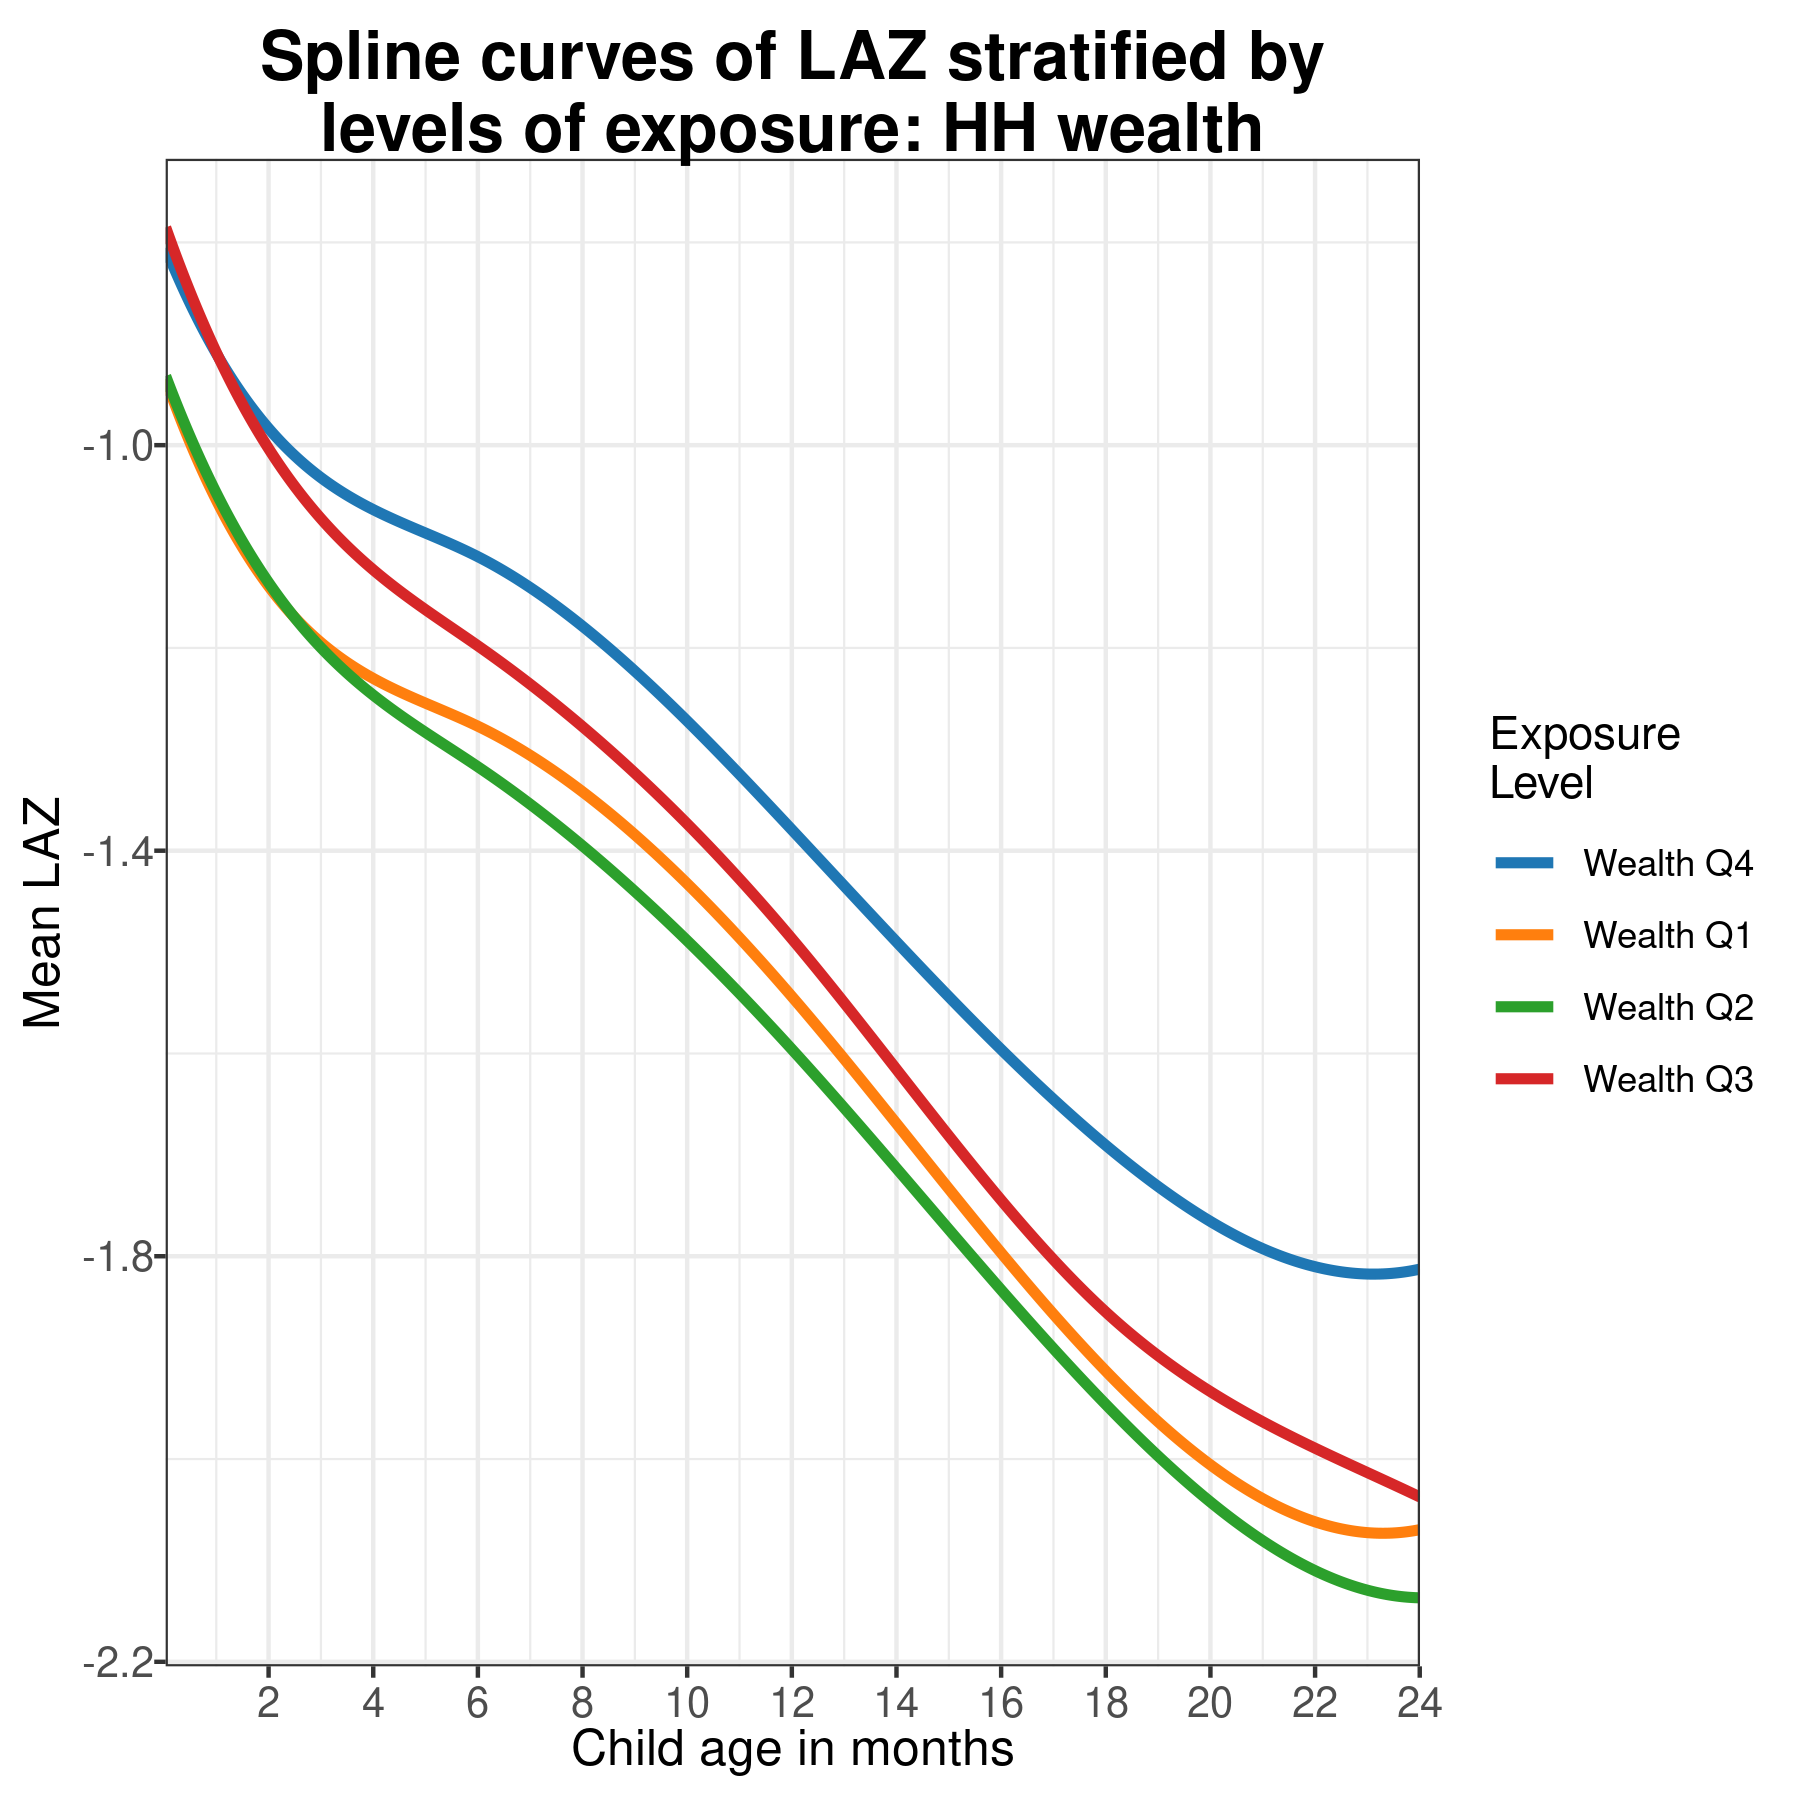 Spline curves of LAZ stratified by
levels of exposure: HH wealth
Mean LAZ
-1.0
-1.4
-1.8
-2.2
2 4 6 8 10 12 14 16 18 20 22 24
Child age in months
Exposure
Level
Wealth Q4
Wealth Q1
Wealth Q2
Wealth Q3